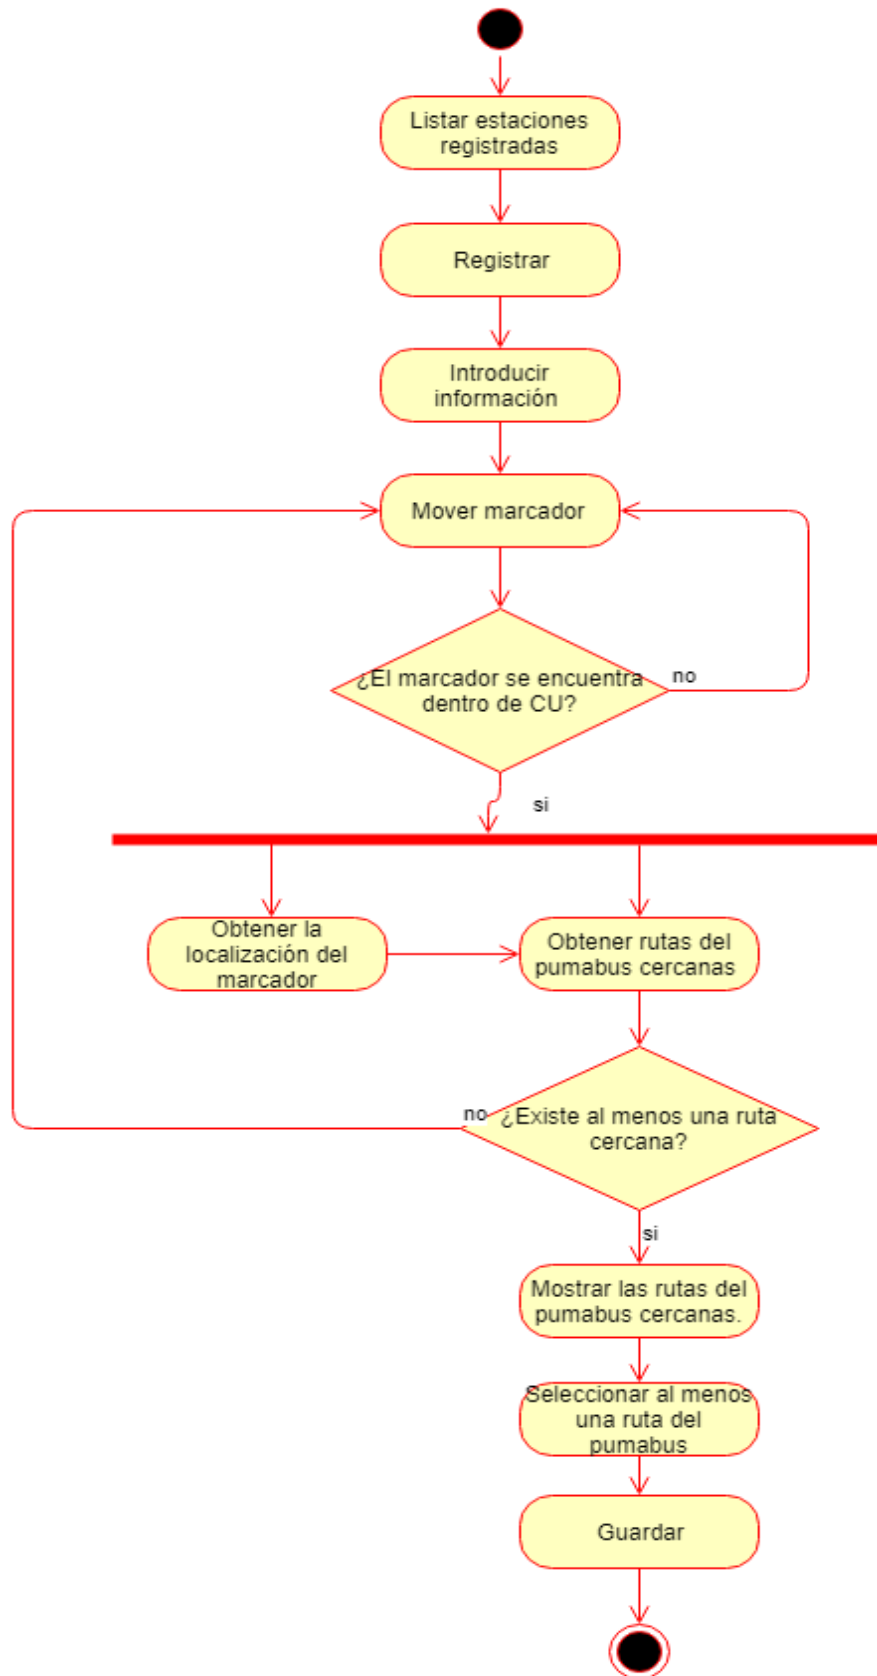 Listar estaciones
registradas
Registrar
Introducir
información
Mover marcador
¿El marcador se encuentra
dentro de CU?
no
si
Obtener la
localización del
marcador
Obtener rutas del
pumabus cercanas
no
¿Existe al menos una ruta
cercana?
si
Mostrar las rutas del
pumabus cercanas.
Seleccionar al menos
una ruta del
pumabus
Guardar